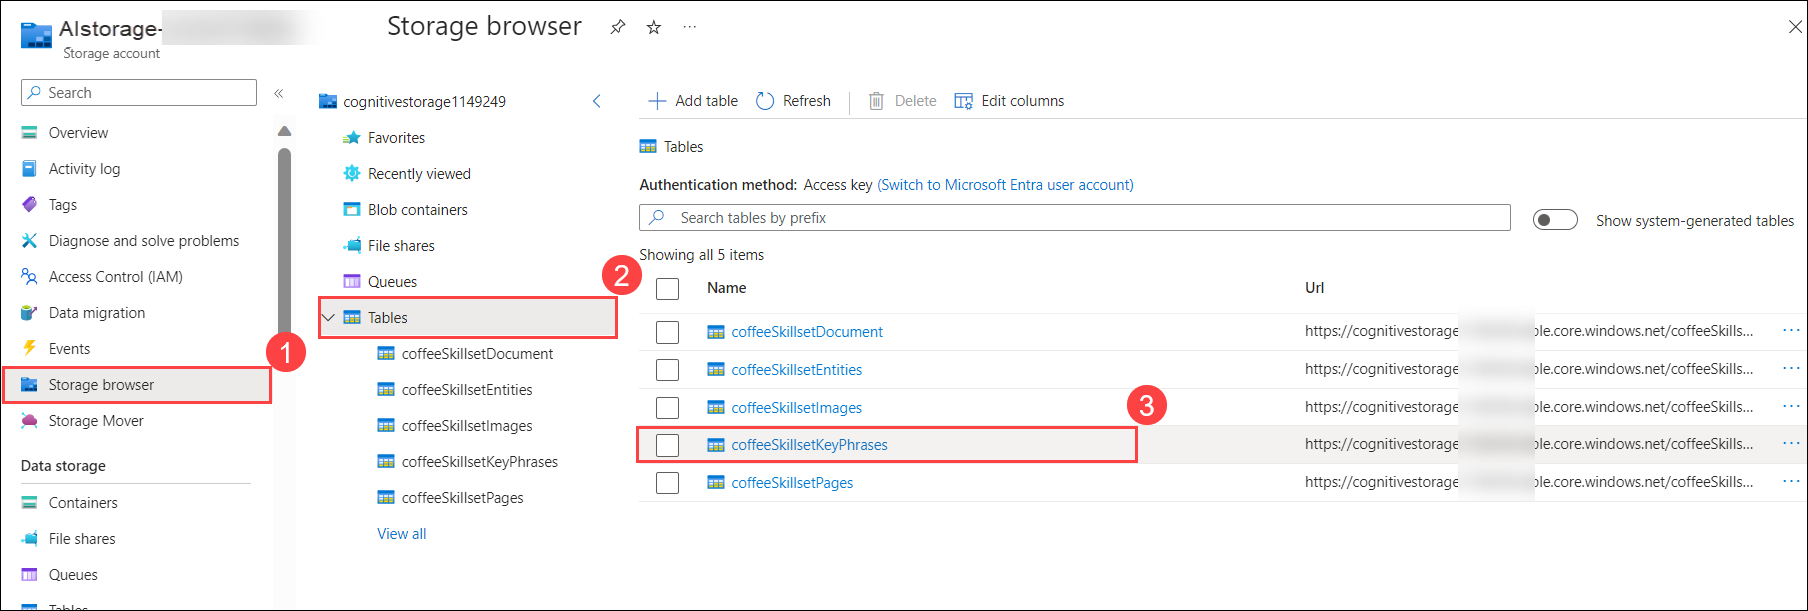 AIstorage-
Storage account
Storage browser
Search
Overview
Activity log
Tags
Diagnose and solve problems
Access Control (IAM)
Data migration
Events
1
Storage browser
Storage Mover
Data storage
Containers
File shares
Queues
Tables
cognitivestorage1149249
Favorites
Recently viewed
Blob containers
File shares
Queues
2
Tables
coffeeSkillsetDocument
coffeeSkillsetEntities
coffeeSkillsetImages
coffeeSkillsetKeyPhrases
coffeeSkillsetPages
View all
Add table Refresh Delete Edit columns
Tables
Authentication method: Access key (Switch to Microsoft Entra user account)
Search tables by prefix Show system-generated tables
Showing all 5 items
Name Url
coffeeSkillsetDocument https://cognitivestorage ble.core.windows.net/coffeeSkills...
coffeeSkillsetEntities https://cognitivestorage ble.core.windows.net/coffeeSkills...
coffeeSkillsetImages https://cognitivestorage ble.core.windows.net/coffeeSkills...
3
coffeeSkillsetKeyPhrases https://cognitivestorage ble.core.windows.net/coffeeSkills...
coffeeSkillsetPages https://cognitivestorage ble.core.windows.net/coffeeSkills...